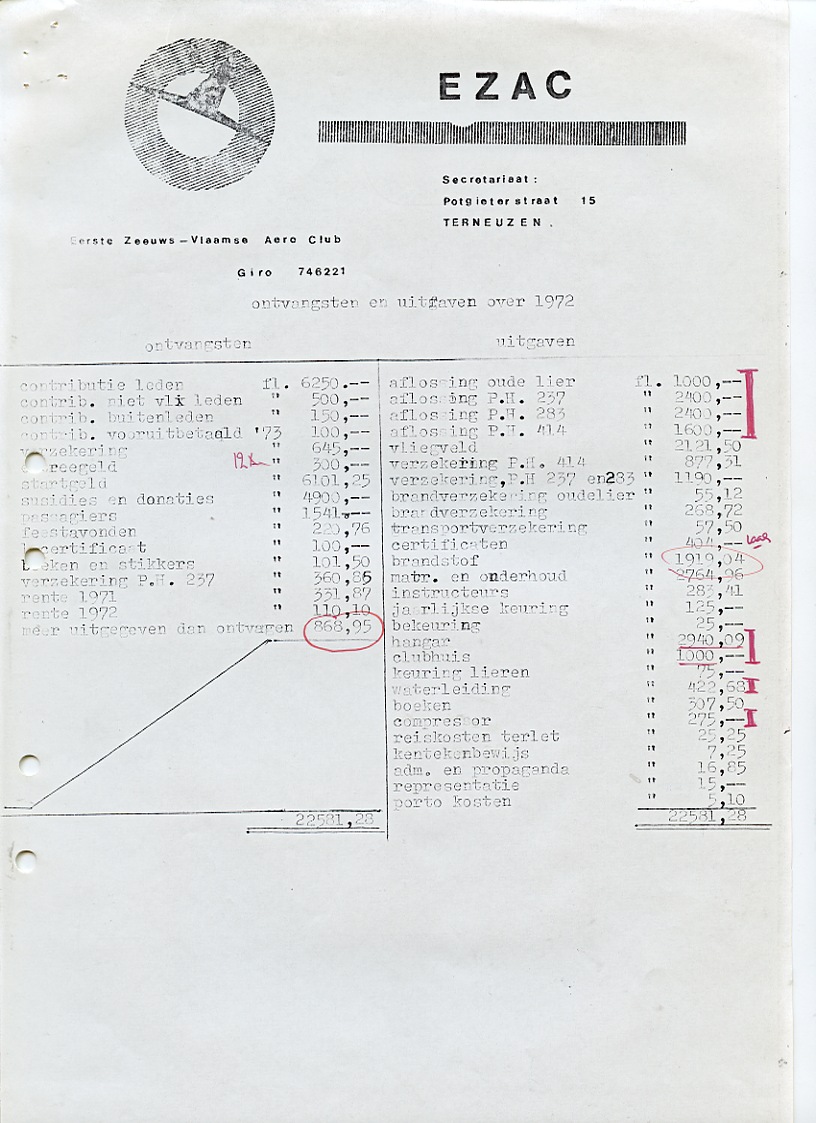 EZAC
Secretariaat :
Potgieterstraat 15
TERNEUZEN .
Eerste Zeeuws-Vlaamse Aero Club
Giro 746221
ontvangsten en uitgaven over 1972
ontvangsten
contributie leden fl. 6250.--
contrib. niet vlk leden " 500,--
contrib. buitenleden " 150,--
contrib. vooruitbetaald '73 100,--
verzekering " 645,--
reegeld " 300,--
startgeld " 6101,25
susidies en donaties " 4900,--
passagiers " 1541,--
feestavonden " 220,76
certificaat " 100,--
boeken en stikkers " 101,50
verzekering P.H. 237 " 360,85
rente 1971 " 331,87
rente 1972 " 110,10
meer uitgegeven dan ontvagen 868,95
22581,28
uitgaven
aflossing oude lier fl. 1000,--
aflossing P.H. 237 " 2400,--
aflossing P.H. 283 " 2400,--
aflossing P.H. 414 " 1600,--
vliegveld " 2121,50
verzekering P.H. 414 " 877,31
verzekering,P.H 237 en283 " 1190,--
brandverzekering oudelier " 55,12
brandverzekering " 268,72
transportverzekering " 57,50
certificaten " 404,--
brandstof " 1919,04
matr. en onderhoud " 2764,96
instructeurs " 283,41
jaarlijkse keuring " 125,--
bekeuring " 25,--
hangar " 2940,09
clubhuis " 1000,--
keuring lieren " 75,--
waterleiding " 422,68
boeken " 307,50
compressor " 275,--
reiskosten terlet " 25,25
kentekenbewijs " 7,25
adm. en propaganda " 16,85
representatie " 15,--
porto kosten " 5,10
22581,28